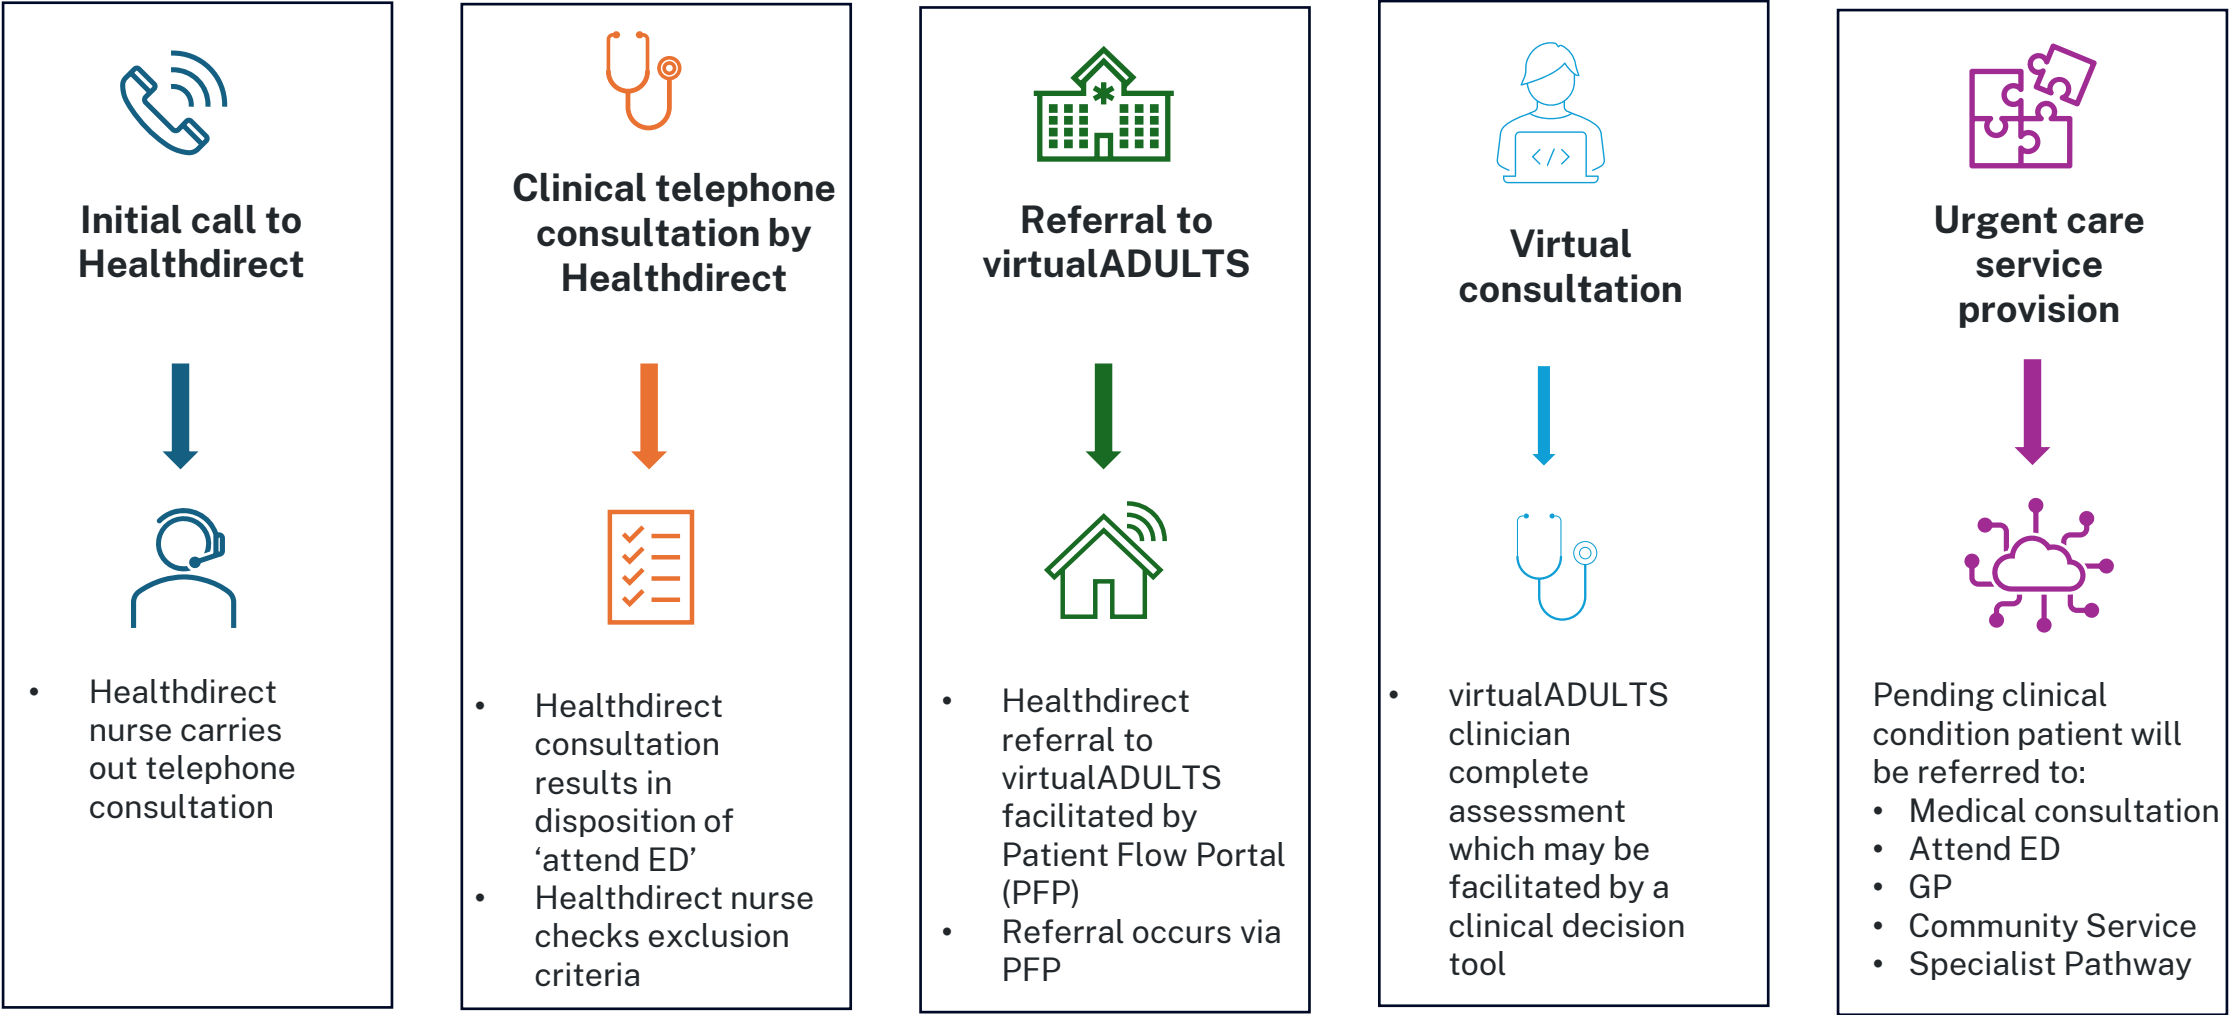 Initial call to
Healthdirect
• Healthdirect
nurse carries
out telephone
consultation
Clinical telephone
consultation by
Healthdirect
• Healthdirect
consultation
results in
disposition of
‘attend ED’
• Healthdirect nurse
checks exclusion
criteria
Referral to
virtualADULTS
• Healthdirect
referral to
virtualADULTS
facilitated by
Patient Flow Portal
(PFP)
• Referral occurs via
PFP
</>
Virtual
consultation
• virtualADULTS
clinician
complete
assessment
which may be
facilitated by a
clinical decision
tool
Urgent care
service
provision
Pending clinical
condition patient will
be referred to:
• Medical consultation
• Attend ED
• GP
• Community Service
• Specialist Pathway